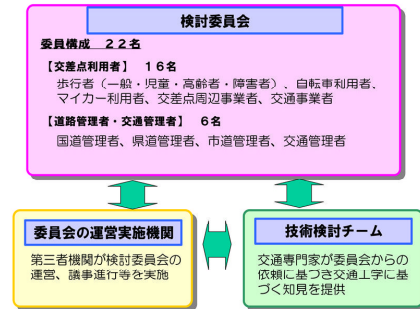 検討委員会
委員構成 22名
【交差点利用者】 16名
歩行者（一般・児童・高齢者・障害者）、自転車利用者、
マイカー利用者、交差点周辺事業者、交通事業者
【道路管理者・交通管理者】 6名
国道管理者、県道管理者、市道管理者、交通管理者
委員会の運営実施機関
第三者機関が検討委員会の
運営、議事進行等を実施
技術検討チーム
交通専門家が委員会からの
依頼に基づき交通工学に基
づく知見を提供